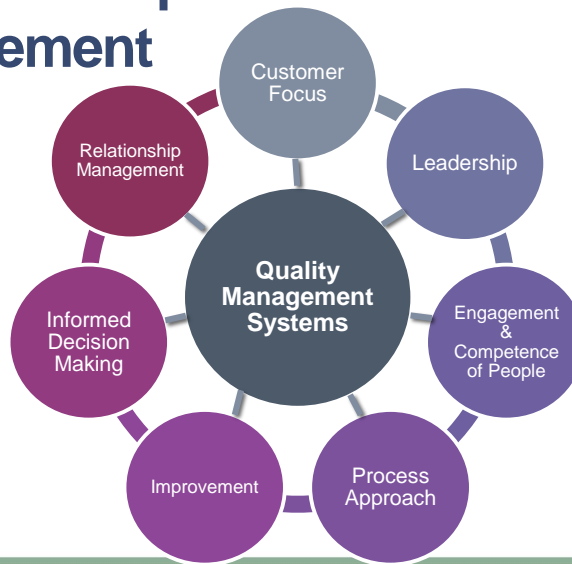 ement
Customer
Focus
Leadership
Engagement
&
Competence
of People
Process
Approach
Improvement
Informed
Decision
Making
Relationship
Management
Quality
Management
Systems